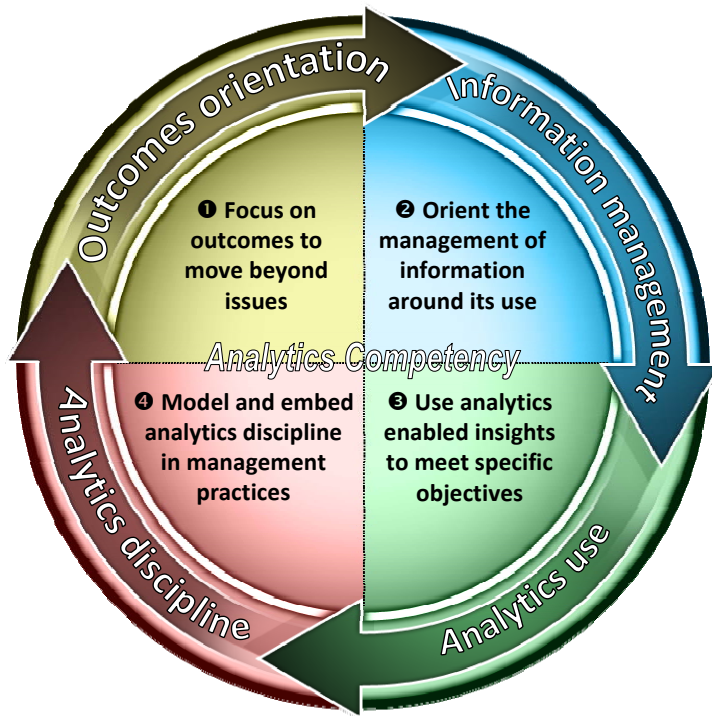 Outcomes orientation
Information management
❶ Focus on
outcomes to
move beyond
issues
❷ Orient the
management of
information
around its use
Analytics Competency
❹ Model and embed
analytics discipline
in management
practices
❸ Use analytics
enabled insights
to meet specific
objectives
Analytics discipline
Analytics use